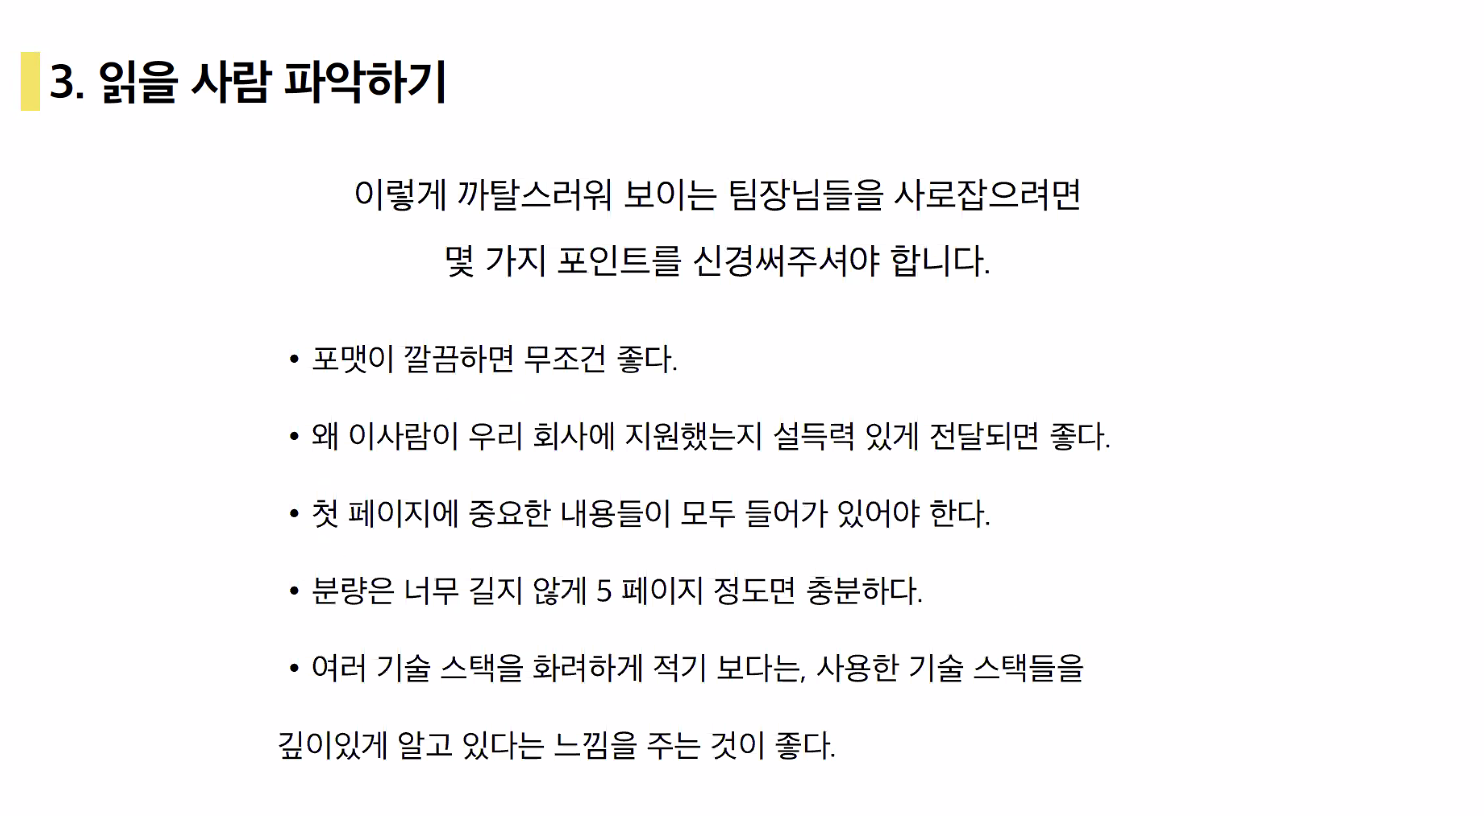 3. 읽을 사람 파악하기
이렇게 까탈스러워 보이는 팀장님들을 사로잡으려면
몇 가지 포인트를 신경써주셔야 합니다.
• 포맷이 깔끔하면 무조건 좋다.
• 왜 이사람이 우리 회사에 지원했는지 설득력 있게 전달되면 좋다.
• 첫 페이지에 중요한 내용들이 모두 들어가 있어야 한다.
• 분량은 너무 길지 않게 5 페이지 정도면 충분하다.
• 여러 기술 스택을 화려하게 적기 보다는, 사용한 기술 스택들을
깊이있게 알고 있다는 느낌을 주는 것이 좋다.